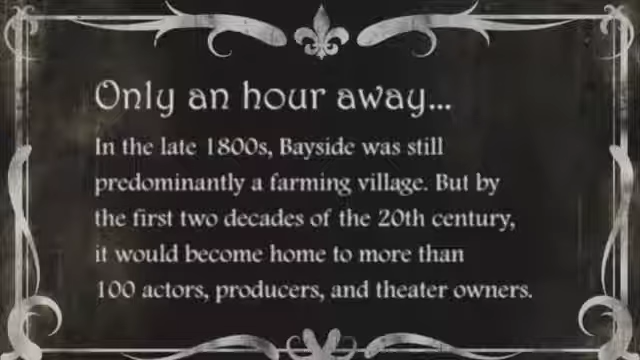 Only an hour away...
In the late 1800s, Bayside was still
predominantly a farming village. But by
the first two decades of the 20th century,
it would become home to more than
100 actors, producers, and theater owners.